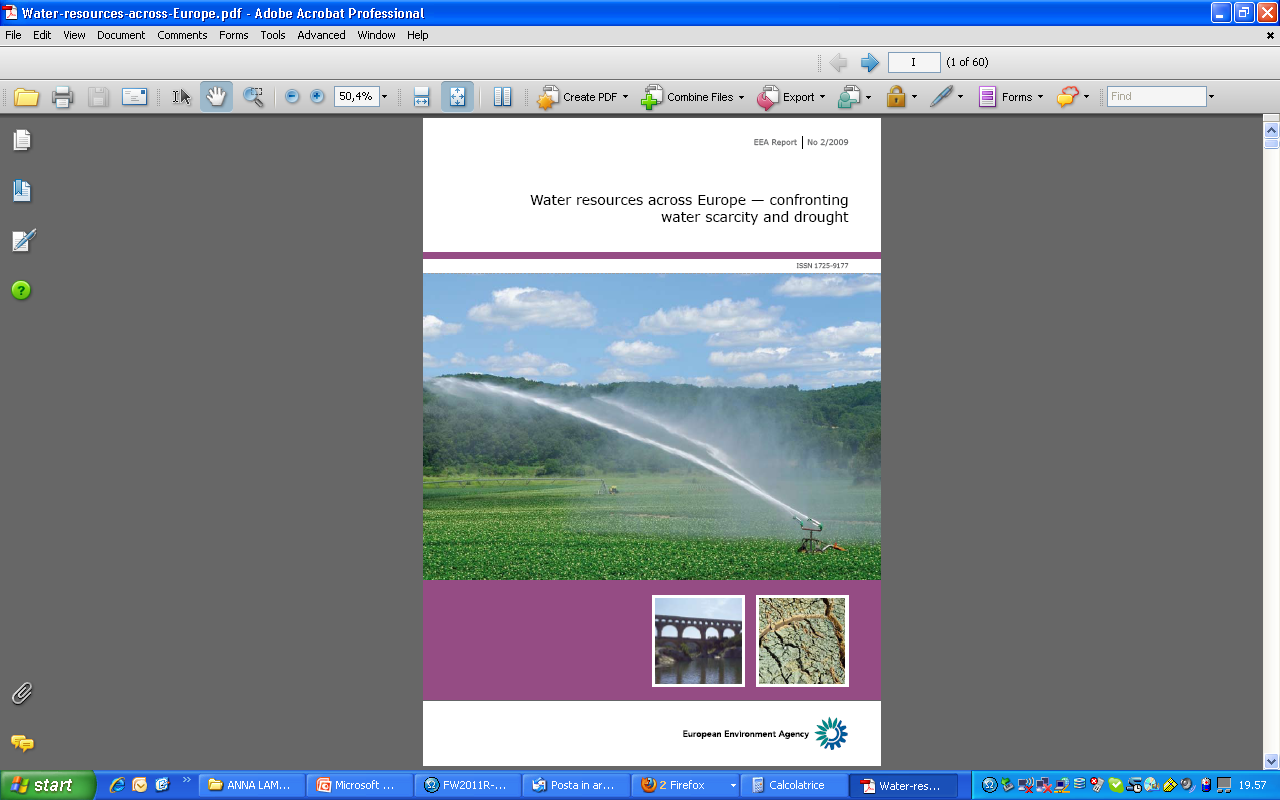 Water-resources-across-Europe.pdf - Adobe Acrobat Professional
File Edit View Document Comments Forms Tools Advanced Window Help
I (1 of 60)
50,4% Create PDF Combine Files Export Forms Find
EEA Report No 2/2009
Water resources across Europe — confronting
water scarcity and drought
ISSN 1725-9177
European Environment Agency
start ANNA LAM... Microsoft ... FW2011R-... Posta in ar... 2 Firefox Calcolatrice Water-res... 19.57